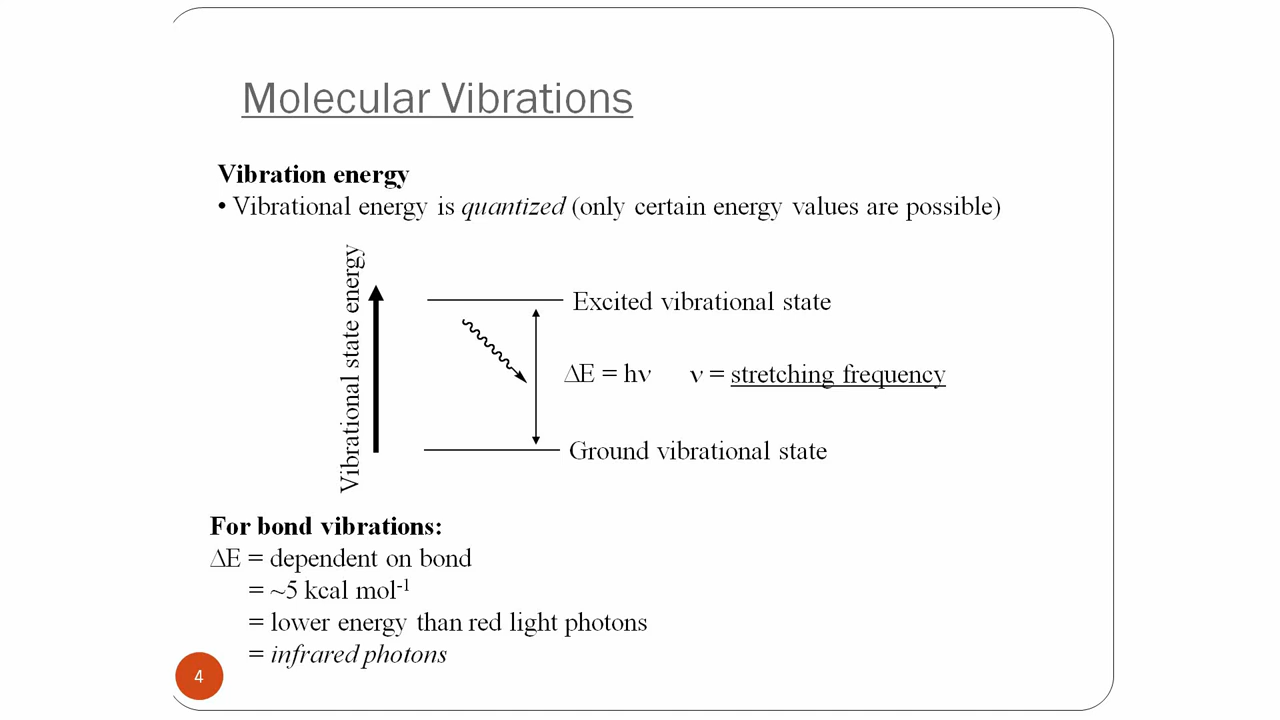 Molecular Vibrations
Vibration energy
• Vibrational energy is quantized (only certain energy values are possible)
Vibrational state energy
Excited vibrational state
ΔE = hν ν = stretching frequency
Ground vibrational state
For bond vibrations:
ΔE = dependent on bond
= ~5 kcal mol⁻¹
= lower energy than red light photons
= infrared photons
4